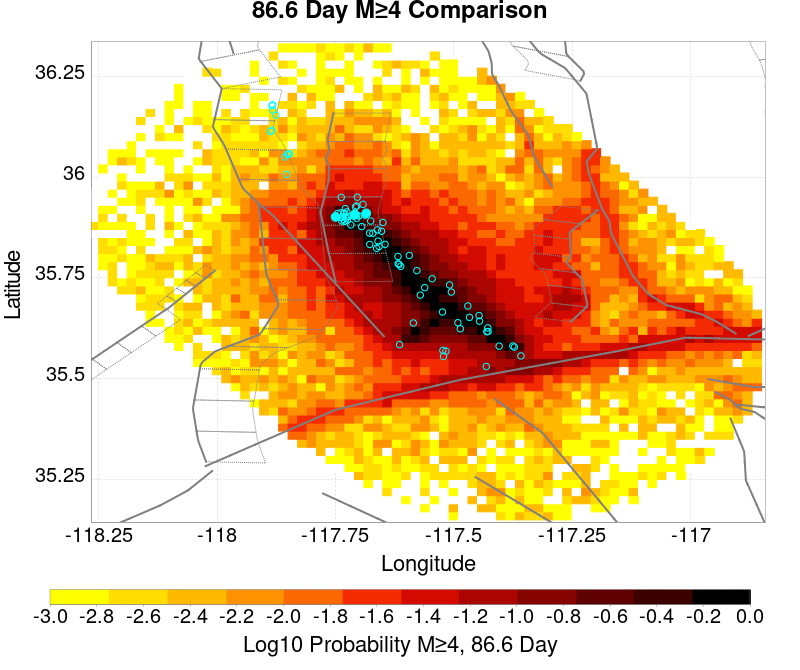 86.6 Day M≥4 Comparison
36.25
36
35.75
35.5
35.25
Latitude
-118.25 -118 -117.75 -117.5 -117.25 -117
Longitude
-3.0 -2.8 -2.6 -2.4 -2.2 -2.0 -1.8 -1.6 -1.4 -1.2 -1.0 -0.8 -0.6 -0.4 -0.2 0.0
Log10 Probability M≥4, 86.6 Day